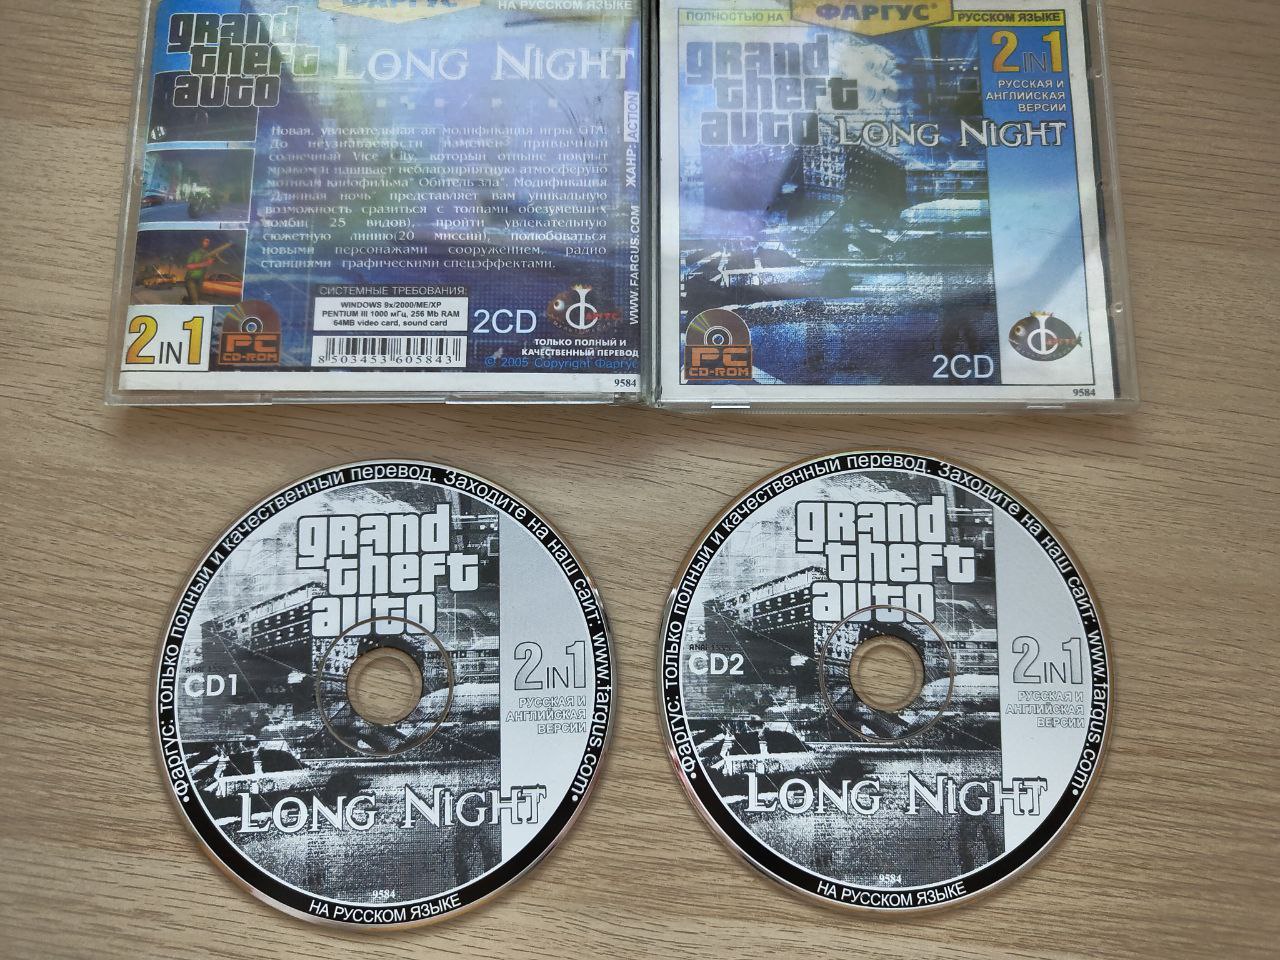 ФАРГУС
НА РУССКОМ ЯЗЫКЕ
grand
theft
auto
LONG NIGHT
Новая, увлекательная ая модификация игры GTA.
До неузнаваемости изменен привычный
солнечный Vice City, который отныне покрыт
мраком и навивает неблагоприятную атмосферую
мотивам кинофильма" Обитель зла". Модификация
Длинная ночь представляет вам уникальную
возможность сразиться с толпами обезумевших
зомби( 25 видов), пройти увлекательную
сюжетную линию(20 миссий), полюбоваться
новыми персонажами сооружением, радио
станциями графическими спецэффектами.
СИСТЕМНЫЕ ТРЕБОВАНИЯ:
WINDOWS 9x/2000/ME/XP
PENTIUM III 1000 мГц, 256 Mb RAM
64MB video card, sound card
8 503453 605843
2CD
ТОЛЬКО ПОЛНЫЙ И
КАЧЕСТВЕННЫЙ ПЕРЕВОД
© 2005 Copyright Фаргус
9584
2 IN 1
PC
CD-ROM
WWW.FARGUS.COM ЖАНР: ACTION
ПОЛНОСТЬЮ НА
ФАРГУС®
РУССКОМ ЯЗЫКЕ
grand
theft
auto
LONG NIGHT
2 IN 1
РУССКАЯ И
АНГЛИЙСКАЯ
ВЕРСИИ
PC
CD-ROM
2CD
9584
•Фаргус: только полный и качественный перевод. Заходите на наш сайт: www.fargus.com•
grand
theft
auto
CD1
2 IN 1
РУССКАЯ И
АНГЛИЙСКАЯ
ВЕРСИИ
LONG NIGHT
9584
НА РУССКОМ ЯЗЫКЕ
•Фаргус: только полный и качественный перевод. Заходите на наш сайт: www.fargus.com•
grand
theft
auto
CD2
2 IN 1
РУССКАЯ И
АНГЛИЙСКАЯ
ВЕРСИИ
LONG NIGHT
9584
НА РУССКОМ ЯЗЫКЕ